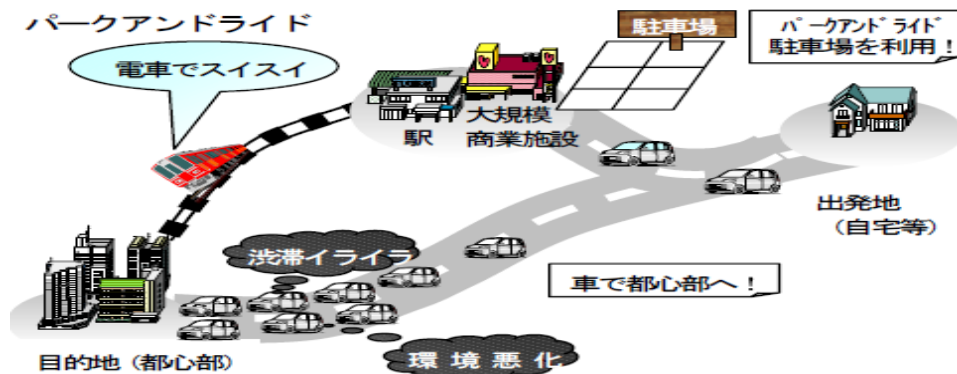 パークアンドライド
駐車場
パークアンドライド
駐車場を利用！
電車でスイスイ
駅
大規模
商業施設
出発地
（自宅等）
渋滞イライラ
車で都心部へ！
目的地（都心部）
環境悪化